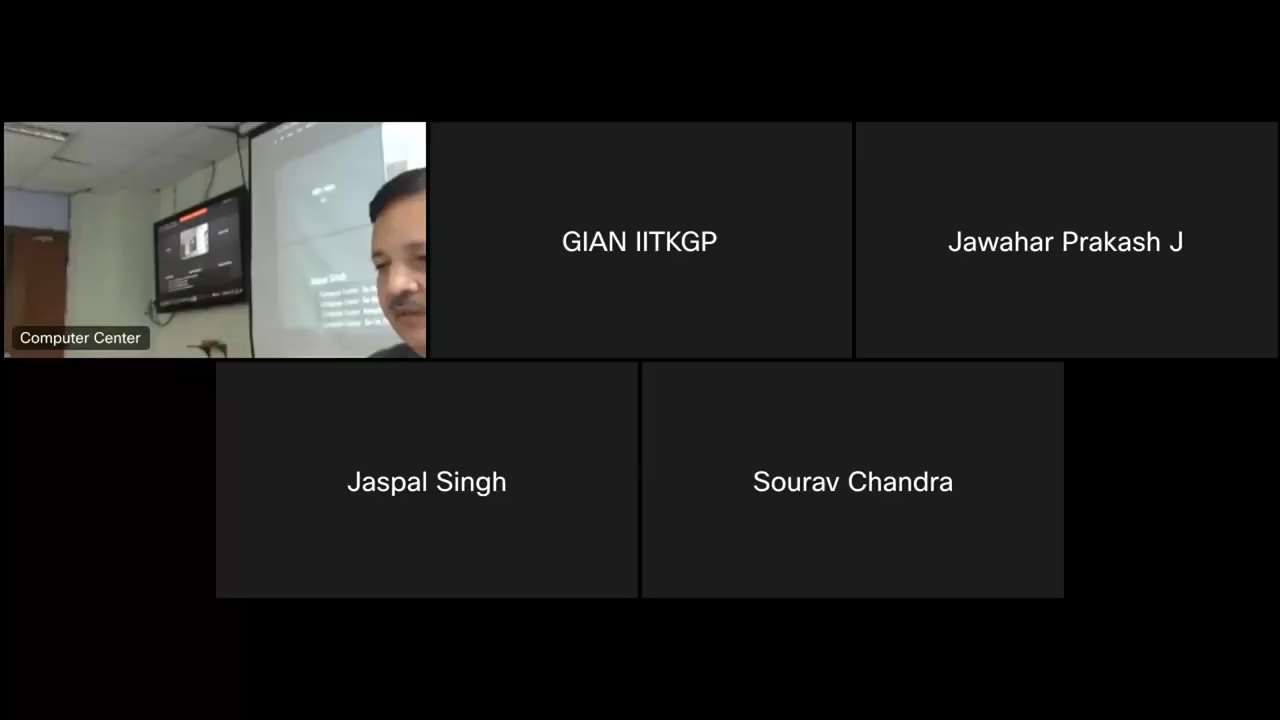 Computer Center
GIAN IITKGP
Jawahar Prakash J
Jaspal Singh
Sourav Chandra